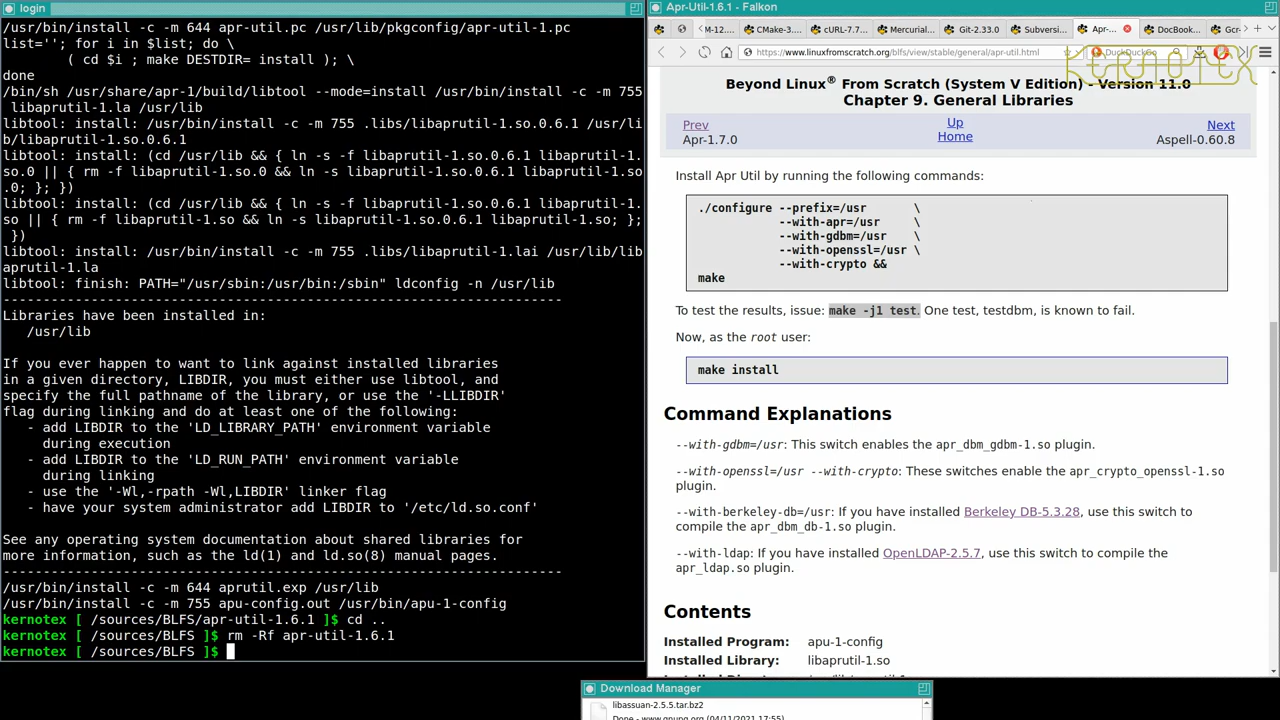 login
/bin/install -c -m 644 apr-util.pc /usr/lib/pkgconfig/apr-util-1.pc
list=''; for i in $list; do \
( cd $i ; make DESTDIR= install ); \
done
/bin/sh /usr/share/apr-1/build/libtool --mode=install /usr/bin/install -c -m 755
libaprutil-1.la /usr/lib
libtool: install: /usr/bin/install -c -m 755 .libs/libaprutil-1.so.0.6.1 /usr/li
b/libaprutil-1.so.0.6.1
libtool: install: (cd /usr/lib && { ln -s -f libaprutil-1.so.0.6.1 libaprutil-1.
so.0 || { rm -f libaprutil-1.so.0 && ln -s libaprutil-1.so.0.6.1 libaprutil-1.so
.0; }; })
libtool: install: (cd /usr/lib && { ln -s -f libaprutil-1.so.0.6.1 libaprutil-1.
so || { rm -f libaprutil-1.so && ln -s libaprutil-1.so.0.6.1 libaprutil-1.so; };
})
libtool: install: /usr/bin/install -c -m 755 .libs/libaprutil-1.lai /usr/lib/lib
aprutil-1.la
libtool: finish: PATH="/usr/sbin:/usr/bin:/sbin" ldconfig -n /usr/lib
----------------------------------------------------------------------
Libraries have been installed in:
/usr/lib
If you ever happen to want to link against installed libraries
in a given directory, LIBDIR, you must either use libtool, and
specify the full pathname of the library, or use the '-LLIBDIR'
flag during linking and do at least one of the following:
- add LIBDIR to the 'LD_LIBRARY_PATH' environment variable
during execution
- add LIBDIR to the 'LD_RUN_PATH' environment variable
during linking
- use the '-Wl,-rpath -Wl,LIBDIR' linker flag
- have your system administrator add LIBDIR to '/etc/ld.so.conf'
See any operating system documentation about shared libraries for
more information, such as the ld(1) and ld.so(8) manual pages.
----------------------------------------------------------------------
/usr/bin/install -c -m 644 aprutil.exp /usr/lib
/usr/bin/install -c -m 755 apu-config.out /usr/bin/apu-1-config
kernotex [ /sources/BLFS/apr-util-1.6.1 ]$ cd ..
kernotex [ /sources/BLFS ]$ rm -Rf apr-util-1.6.1
kernotex [ /sources/BLFS ]$
Apr-Util-1.6.1 - Falkon
M-12.... CMake-3.... cURL-7.7... Mercurial... Git-2.33.0 Subversi... Apr-... DocBook... Gcr-
https://www.linuxfromscratch.org/blfs/view/stable/general/apr-util.html
DuckDuckGo
KERNOTEX
Beyond Linux® From Scratch (System V Edition) - Version 11.0
Chapter 9. General Libraries
Prev Up Next
Apr-1.7.0 Home Aspell-0.60.8
Install Apr Util by running the following commands:
./configure --prefix=/usr \
--with-apr=/usr \
--with-gdbm=/usr \
--with-openssl=/usr \
--with-crypto &&
make
To test the results, issue: make -j1 test. One test, testdbm, is known to fail.
Now, as the root user:
make install
Command Explanations
--with-gdbm=/usr: This switch enables the apr_dbm_gdbm-1.so plugin.
--with-openssl=/usr --with-crypto: These switches enable the apr_crypto_openssl-1.so
plugin.
--with-berkeley-db=/usr: If you have installed Berkeley DB-5.3.28, use this switch to
compile the apr_dbm_db-1.so plugin.
--with-ldap: If you have installed OpenLDAP-2.5.7, use this switch to compile the
apr_ldap.so plugin.
Contents
Installed Program: apu-1-config
Installed Library: libaprutil-1.so
Download Manager
libassuan-2.5.5.tar.bz2
Done - www.gnupg.org (04/11/2021 17:55)